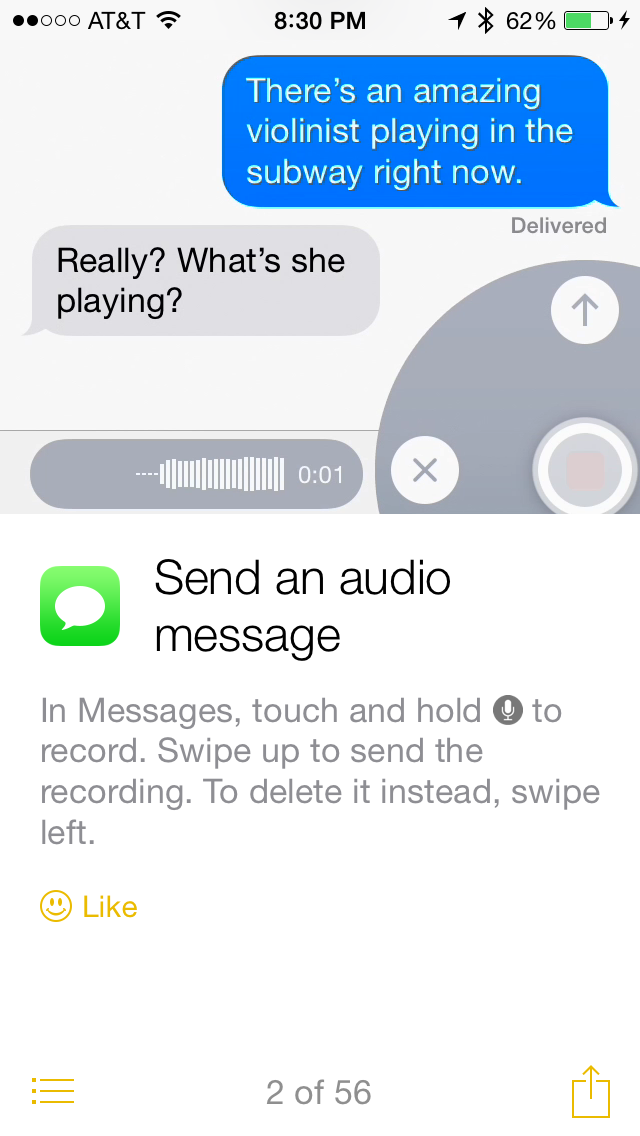 AT&T 8:30 PM 62%
There’s an amazing
violinist playing in the
subway right now.
Delivered
Really? What’s she
playing?
0:01
Send an audio
message
In Messages, touch and hold to
record. Swipe up to send the
recording. To delete it instead, swipe
left.
Like
2 of 56